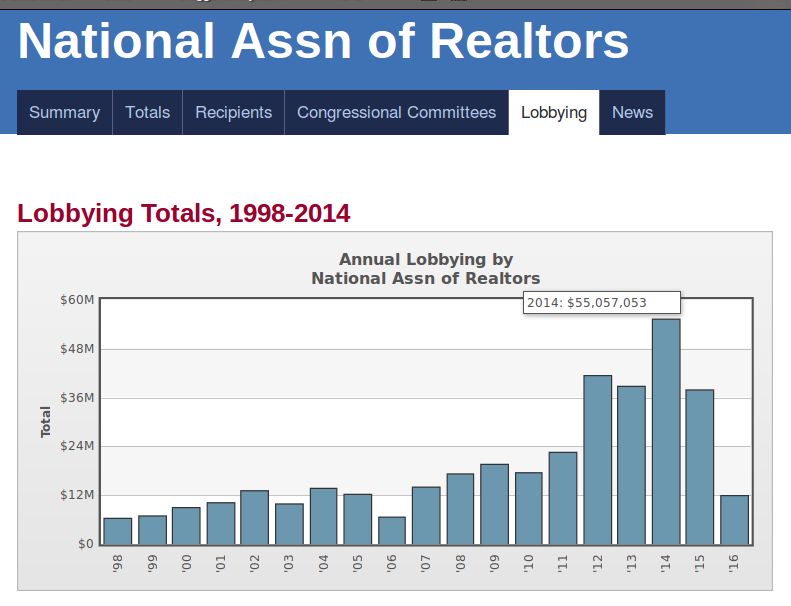 National Assn of Realtors
Summary Totals Recipients Congressional Committees Lobbying News
Lobbying Totals, 1998-2014
Annual Lobbying by
National Assn of Realtors
2014: $55,057,053
$60M
$48M
$36M
$24M
$12M
$0
Total
'98 '99 '00 '01 '02 '03 '04 '05 '06 '07 '08 '09 '10 '11 '12 '13 '14 '15 '16